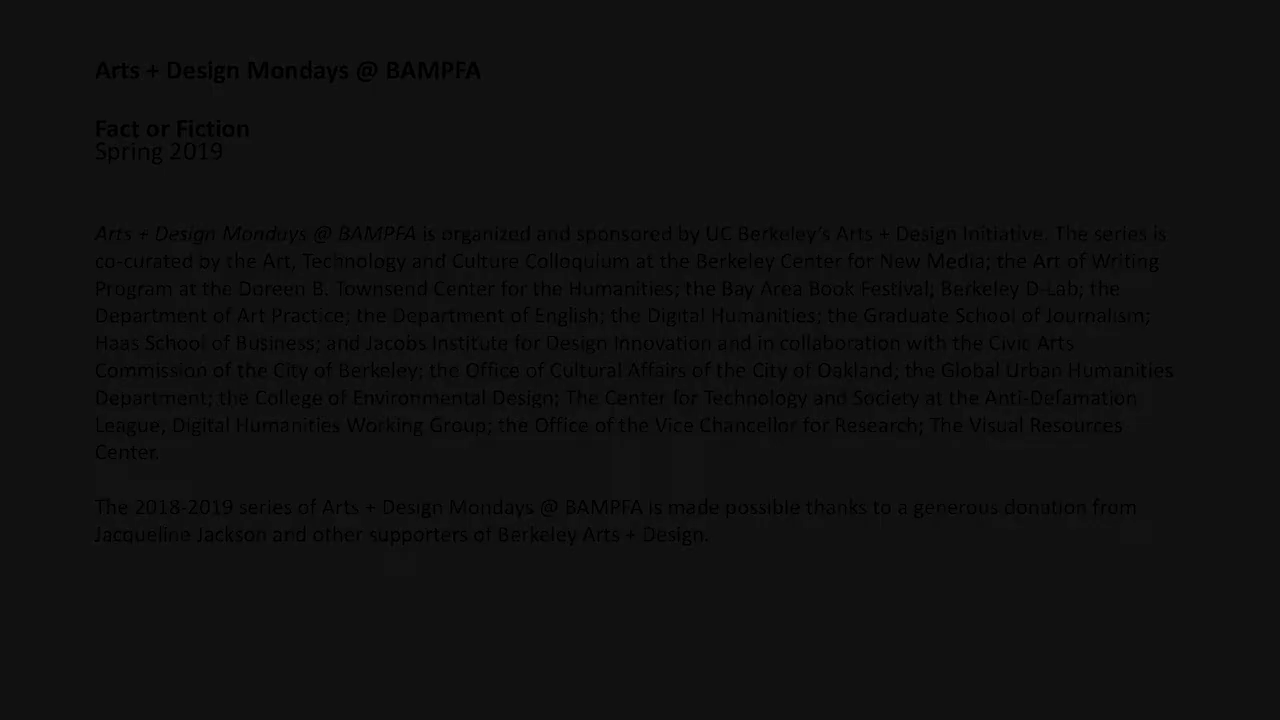 Arts + Design Mondays @ BAMPFA
Fact or Fiction
Spring 2019
Arts + Design Mondays @ BAMPFA is organized and sponsored by UC Berkeley’s Arts + Design Initiative. The series is
co-curated by the Art, Technology and Culture Colloquium at the Berkeley Center for New Media; the Art of Writing
Program at the Doreen B. Townsend Center for the Humanities; the Bay Area Book Festival; Berkeley D-Lab; the
Department of Art Practice; the Department of English; the Digital Humanities; the Graduate School of Journalism;
Haas School of Business; and Jacobs Institute for Design Innovation and in collaboration with the Civic Arts
Commission of the City of Berkeley; the Office of Cultural Affairs of the City of Oakland; the Global Urban Humanities
Department; the College of Environmental Design; The Center for Technology and Society at the Anti-Defamation
League, Digital Humanities Working Group; the Office of the Vice Chancellor for Research; The Visual Resources
Center.
The 2018-2019 series of Arts + Design Mondays @ BAMPFA is made possible thanks to a generous donation from
Jacqueline Jackson and other supporters of Berkeley Arts + Design.